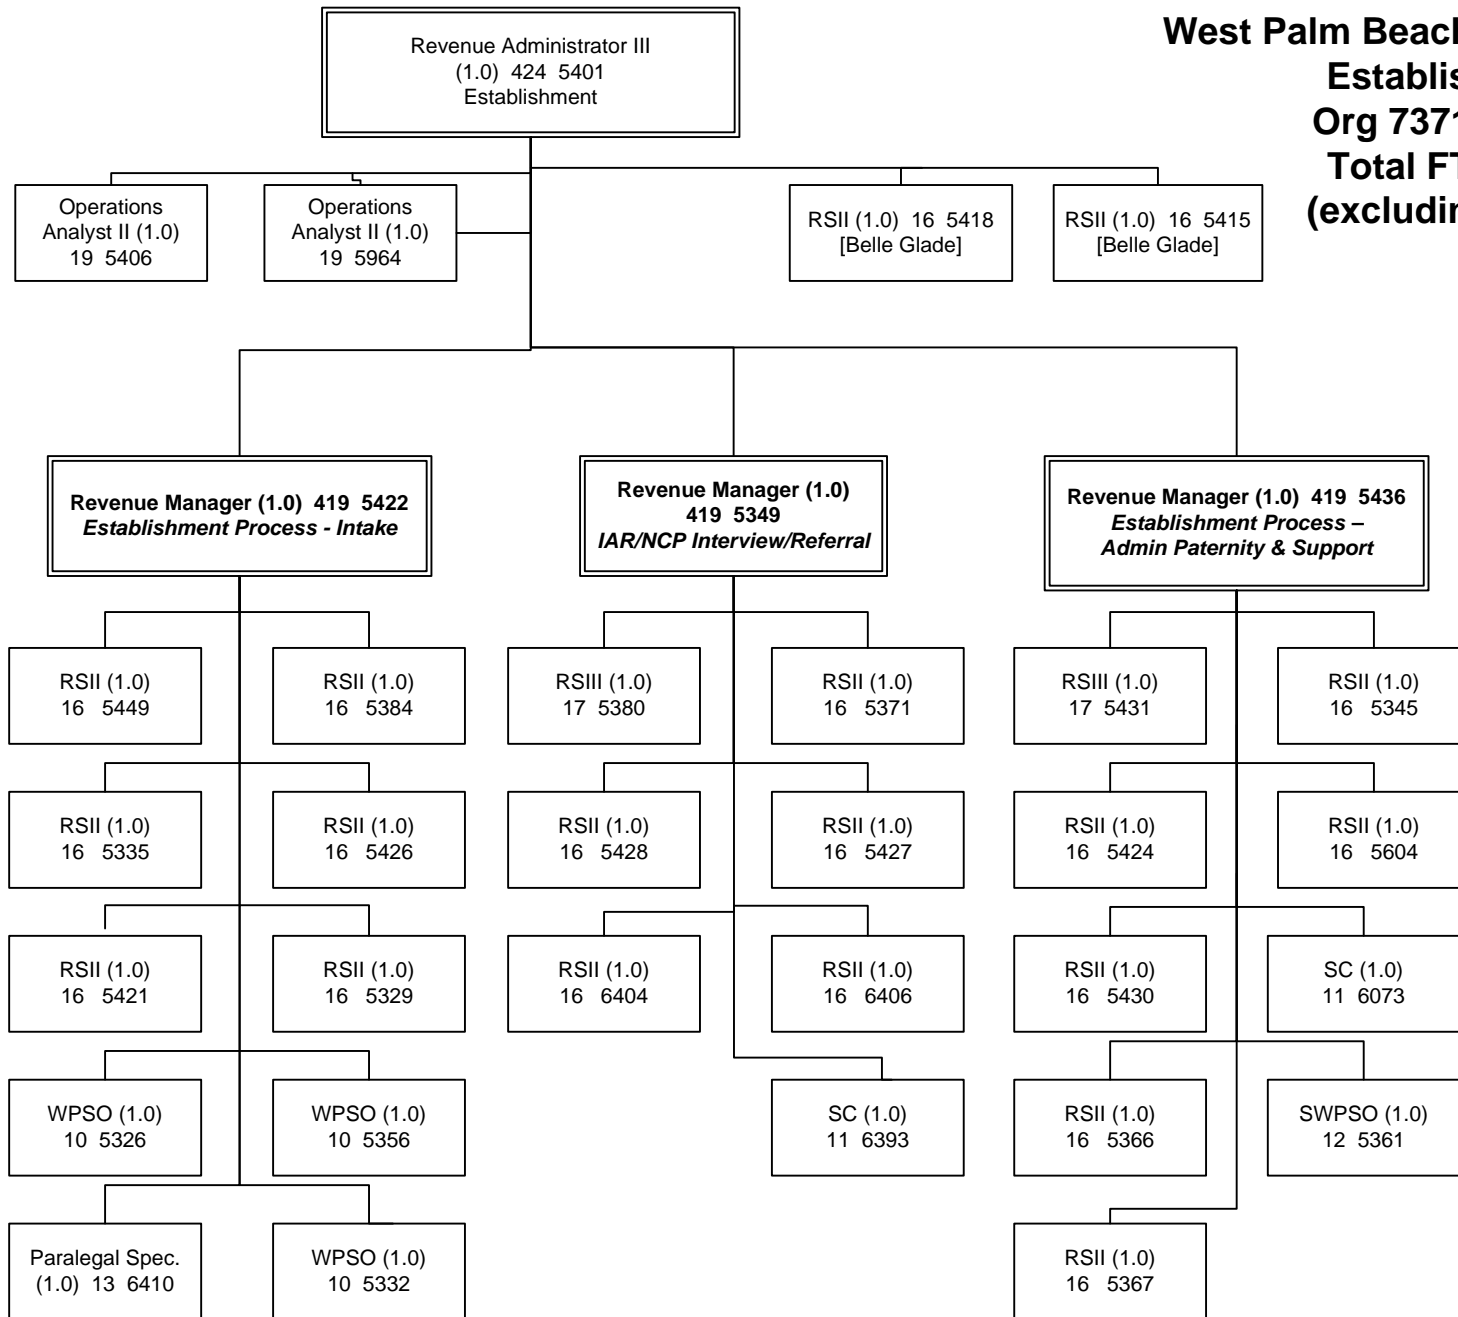 West Palm Beach
Establis
Org 7371
Total FT
(excludin
Revenue Administrator III
(1.0) 424 5401
Establishment
Operations
Analyst II (1.0)
19 5406
Operations
Analyst II (1.0)
19 5964
RSII (1.0) 16 5418
[Belle Glade]
RSII (1.0) 16 5415
[Belle Glade]
Revenue Manager (1.0) 419 5422
Establishment Process - Intake
Revenue Manager (1.0)
419 5349
IAR/NCP Interview/Referral
Revenue Manager (1.0) 419 5436
Establishment Process –
Admin Paternity & Support
RSII (1.0)
16 5449
RSII (1.0)
16 5384
RSIII (1.0)
17 5380
RSII (1.0)
16 5371
RSIII (1.0)
17 5431
RSII (1.0)
16 5345
RSII (1.0)
16 5335
RSII (1.0)
16 5426
RSII (1.0)
16 5428
RSII (1.0)
16 5427
RSII (1.0)
16 5424
RSII (1.0)
16 5604
RSII (1.0)
16 5421
RSII (1.0)
16 5329
RSII (1.0)
16 6404
RSII (1.0)
16 6406
RSII (1.0)
16 5430
SC (1.0)
11 6073
WPSO (1.0)
10 5326
WPSO (1.0)
10 5356
SC (1.0)
11 6393
RSII (1.0)
16 5366
SWPSO (1.0)
12 5361
Paralegal Spec.
(1.0) 13 6410
WPSO (1.0)
10 5332
RSII (1.0)
16 5367